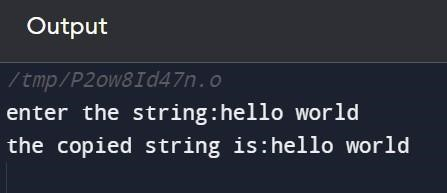 Output
/tmp/P2ow8Id47n.o
enter the string:hello world
the copied string is:hello world